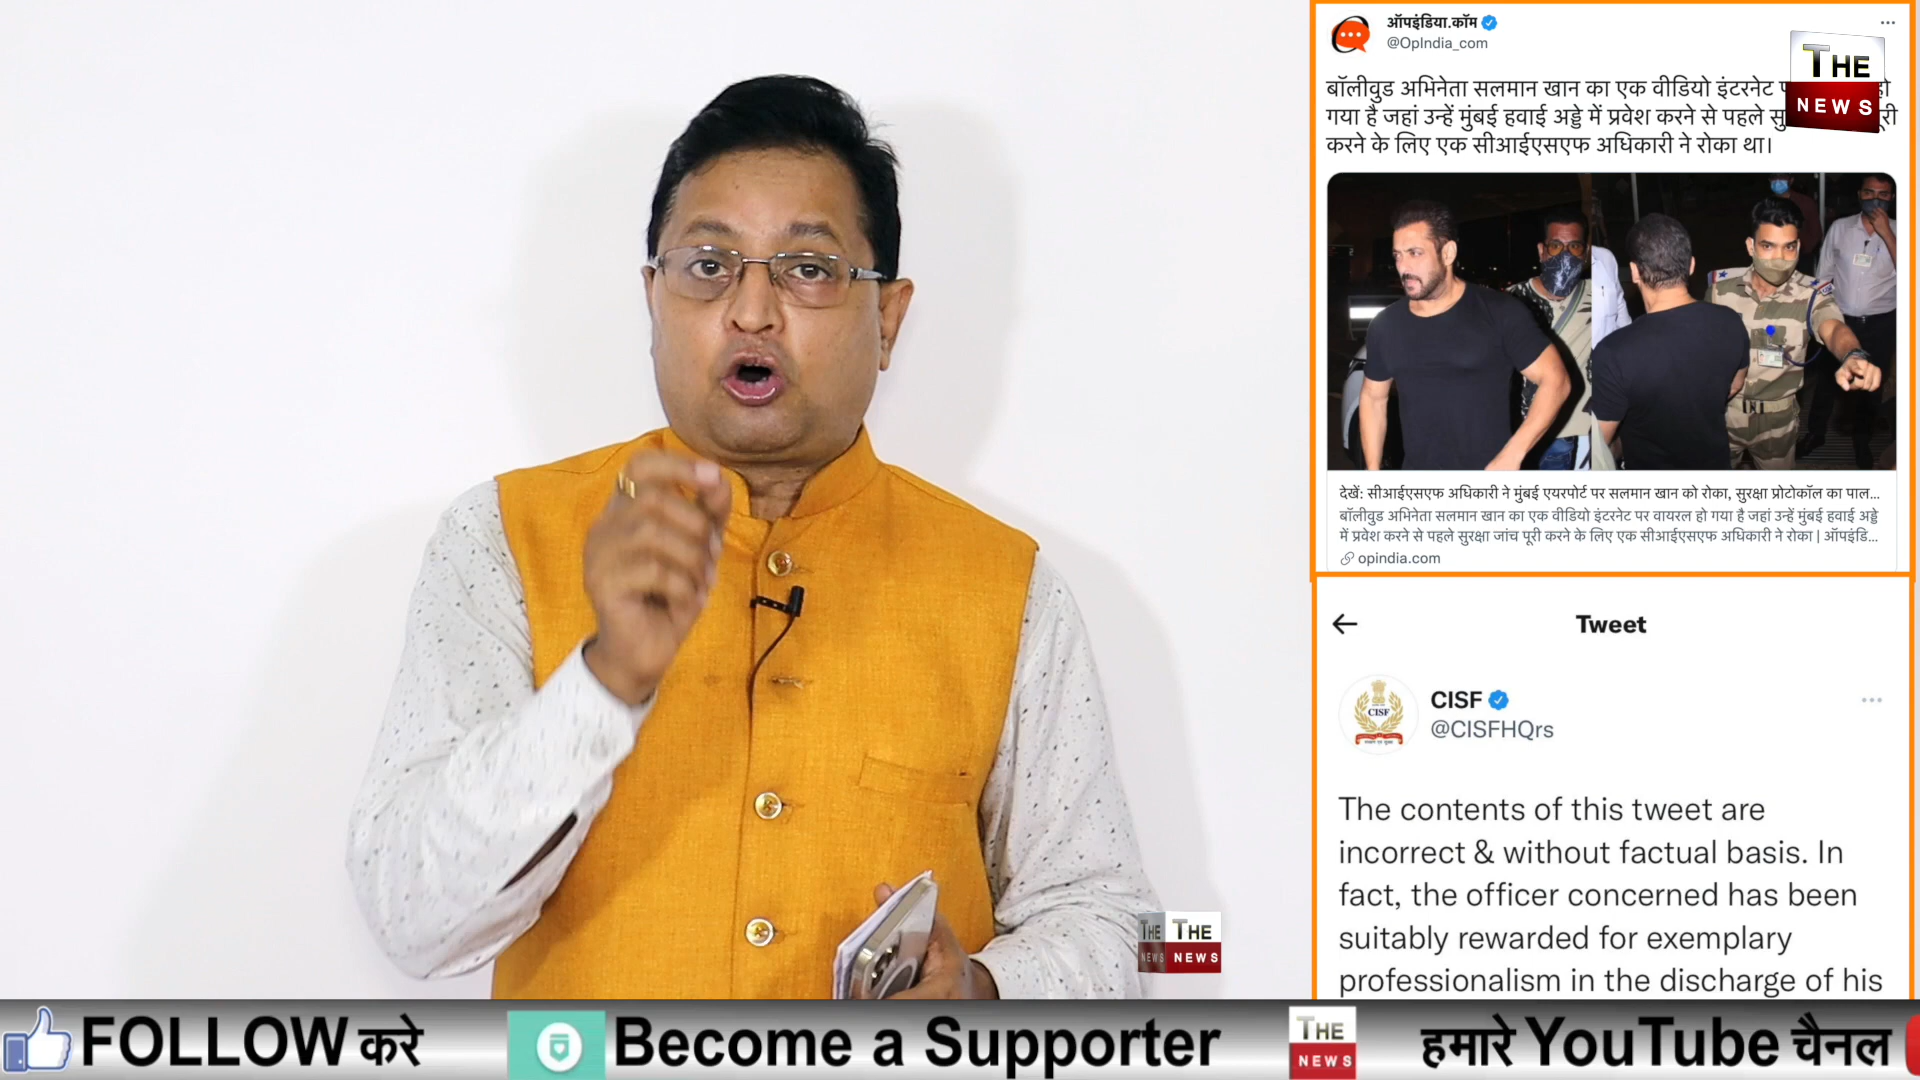 ऑपइंडिया.कॉम
@OpIndia_com
THE
NEWS
बॉलीवुड अभिनेता सलमान खान का एक वीडियो इंटरनेट
गया है जहां उन्हें मुंबई हवाई अड्डे में प्रवेश करने से पहले
करने के लिए एक सीआईएसएफ अधिकारी ने रोका था।
देखें: सीआईएसएफ अधिकारी ने मुंबई एयरपोर्ट पर सलमान खान को रोका, सुरक्षा प्रोटोकॉल का पाल...
बॉलीवुड अभिनेता सलमान खान का एक वीडियो इंटरनेट पर वायरल हो गया है जहां उन्हें मुंबई हवाई अड्डे
में प्रवेश करने से पहले सुरक्षा जांच पूरी करने के लिए एक सीआईएसएफ अधिकारी ने रोका | ऑपइंडि...
opindia.com
Tweet
CISF
CISF
@CISFHQrs
The contents of this tweet are
incorrect & without factual basis. In
fact, the officer concerned has been
suitably rewarded for exemplary
professionalism in the discharge of his
THE THE
NEWS NEWS
FOLLOW करे Become a Supporter THE NEWS हमारे YouTube चैनल